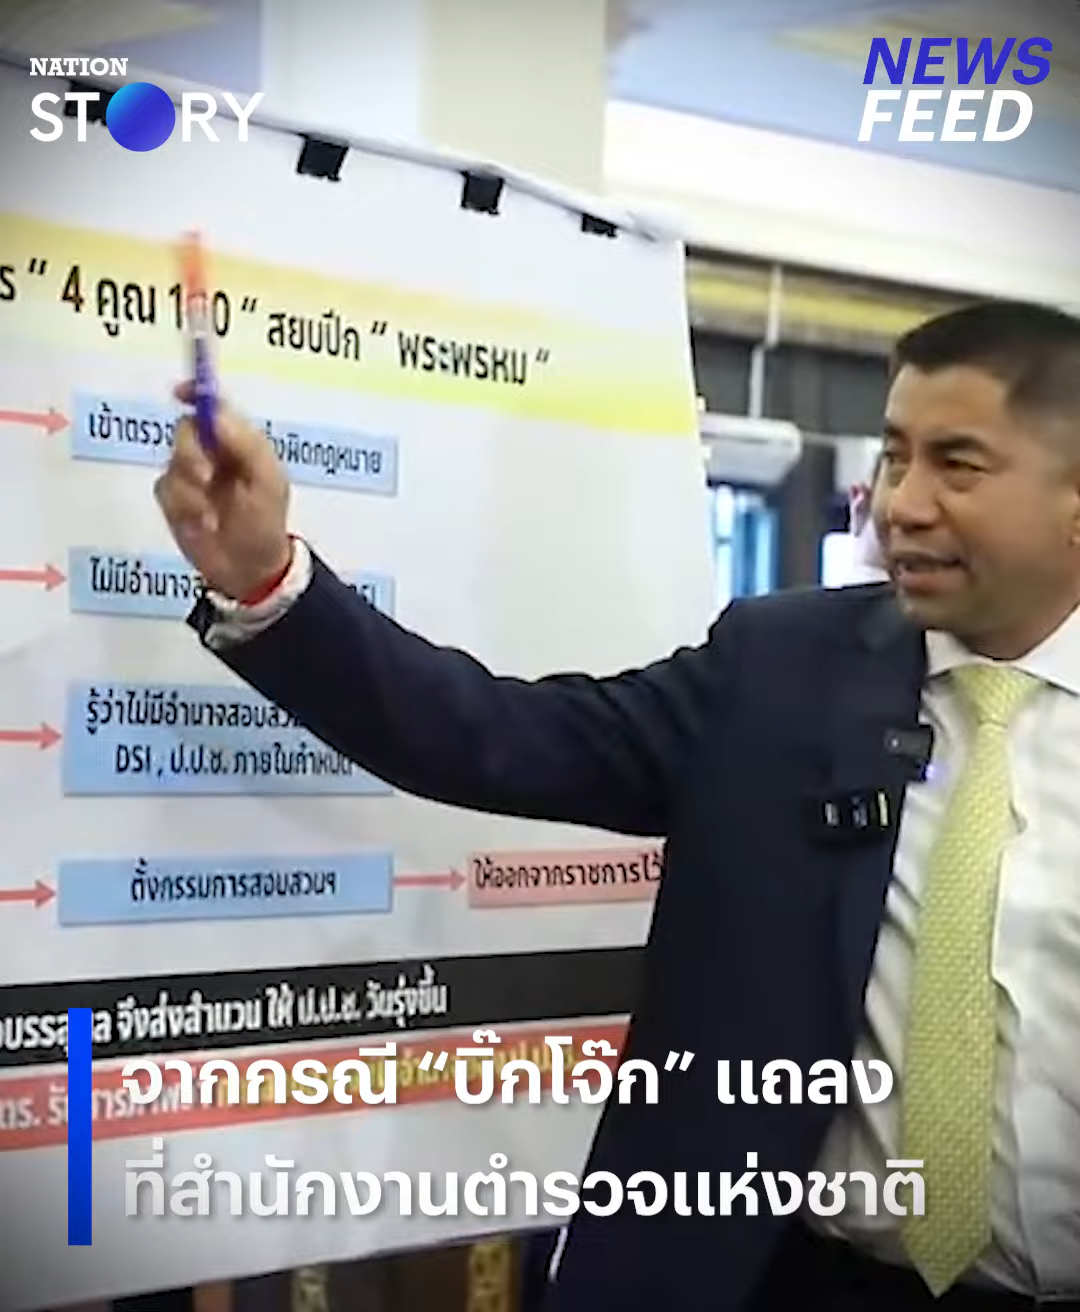 NATION
STORY
NEWS
FEED
“ 4 คูณ 100 “ สยบปีก “ พระพรหม “
เข้าตรวจ ผิดกฎหมาย
ไม่มีอำนาจ
รู้ว่าไม่มีอำนาจสอบสวน
DSI , ป.ป.ช. ภายในกำหนด
ตั้งกรรมการสอบสวนฯ
ให้ออกจากราชการไว้
จึงส่งสำนวน ให้ ป.ป.ช. วันรุ่งขึ้น
จากกรณี “บิ๊กโจ๊ก” แถลง
ที่สำนักงานตำรวจแห่งชาติ